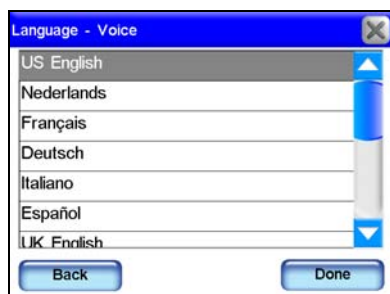 Language - Voice
US English
Nederlands
Français
Deutsch
Italiano
Español
UK English
Back
Done